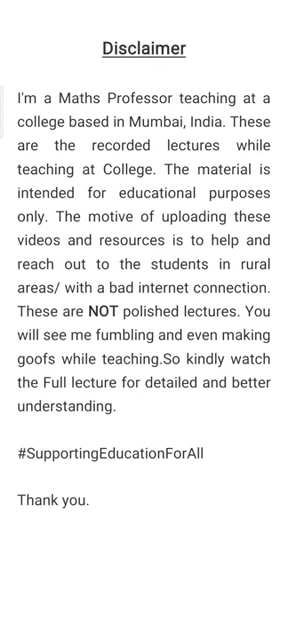 Disclaimer
I'm a Maths Professor teaching at a
college based in Mumbai, India. These
are the recorded lectures while
teaching at College. The material is
intended for educational purposes
only. The motive of uploading these
videos and resources is to help and
reach out to the students in rural
areas/ with a bad internet connection.
These are NOT polished lectures. You
will see me fumbling and even making
goofs while teaching.So kindly watch
the Full lecture for detailed and better
understanding.
#SupportingEducationForAll
Thank you.